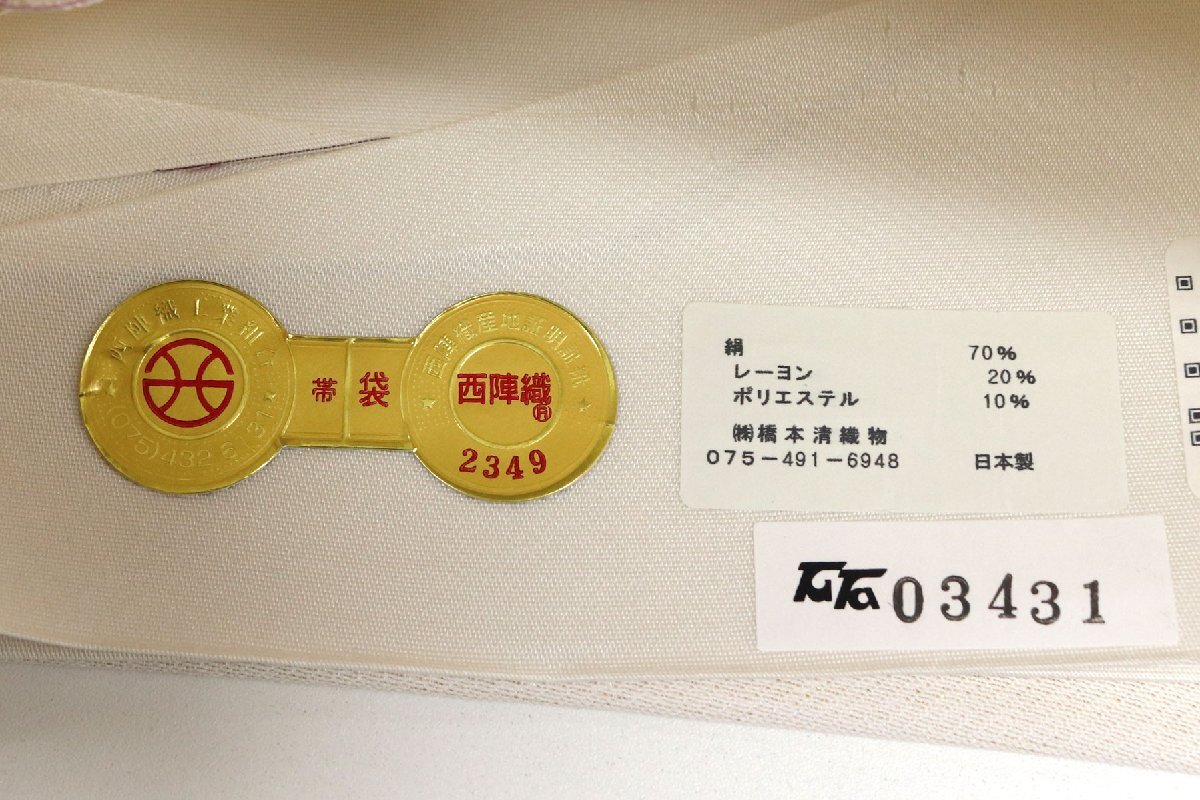 西陣織工業組合
(075)432 6131
帯 袋
西陣織産地証明証紙
西陣織
2349
絹 70%
レーヨン 20%
ポリエステル 10%
㈱橋本清織物
075-491-6948 日本製
03431